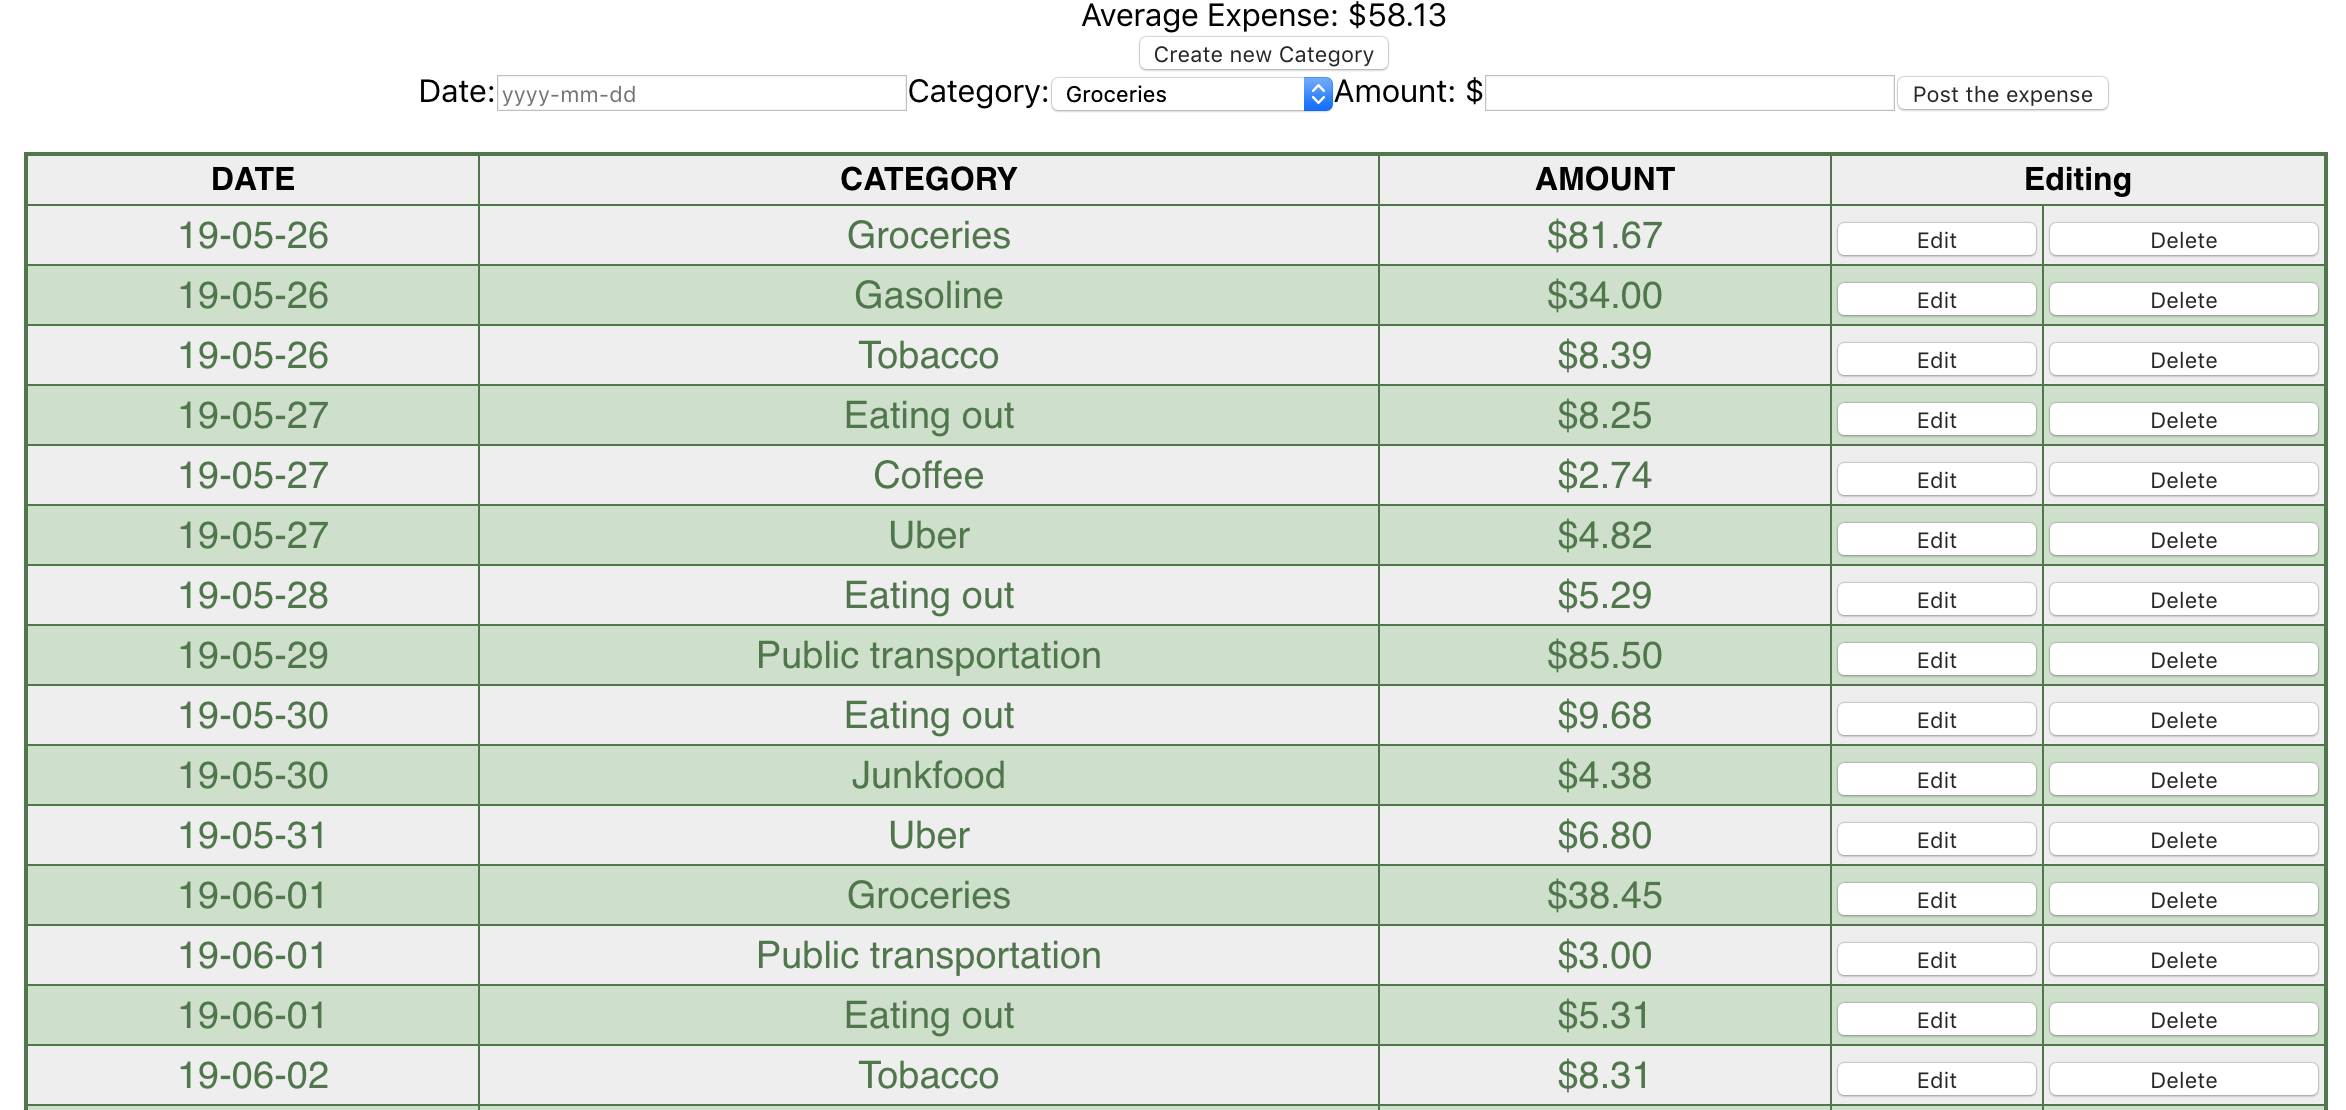 Average Expense: $58.13
Create new Category
Date: yyyy-mm-dd Category: Groceries Amount: $ Post the expense
DATE CATEGORY AMOUNT Editing
19-05-26 Groceries $81.67 Edit Delete
19-05-26 Gasoline $34.00 Edit Delete
19-05-26 Tobacco $8.39 Edit Delete
19-05-27 Eating out $8.25 Edit Delete
19-05-27 Coffee $2.74 Edit Delete
19-05-27 Uber $4.82 Edit Delete
19-05-28 Eating out $5.29 Edit Delete
19-05-29 Public transportation $85.50 Edit Delete
19-05-30 Eating out $9.68 Edit Delete
19-05-30 Junkfood $4.38 Edit Delete
19-05-31 Uber $6.80 Edit Delete
19-06-01 Groceries $38.45 Edit Delete
19-06-01 Public transportation $3.00 Edit Delete
19-06-01 Eating out $5.31 Edit Delete
19-06-02 Tobacco $8.31 Edit Delete